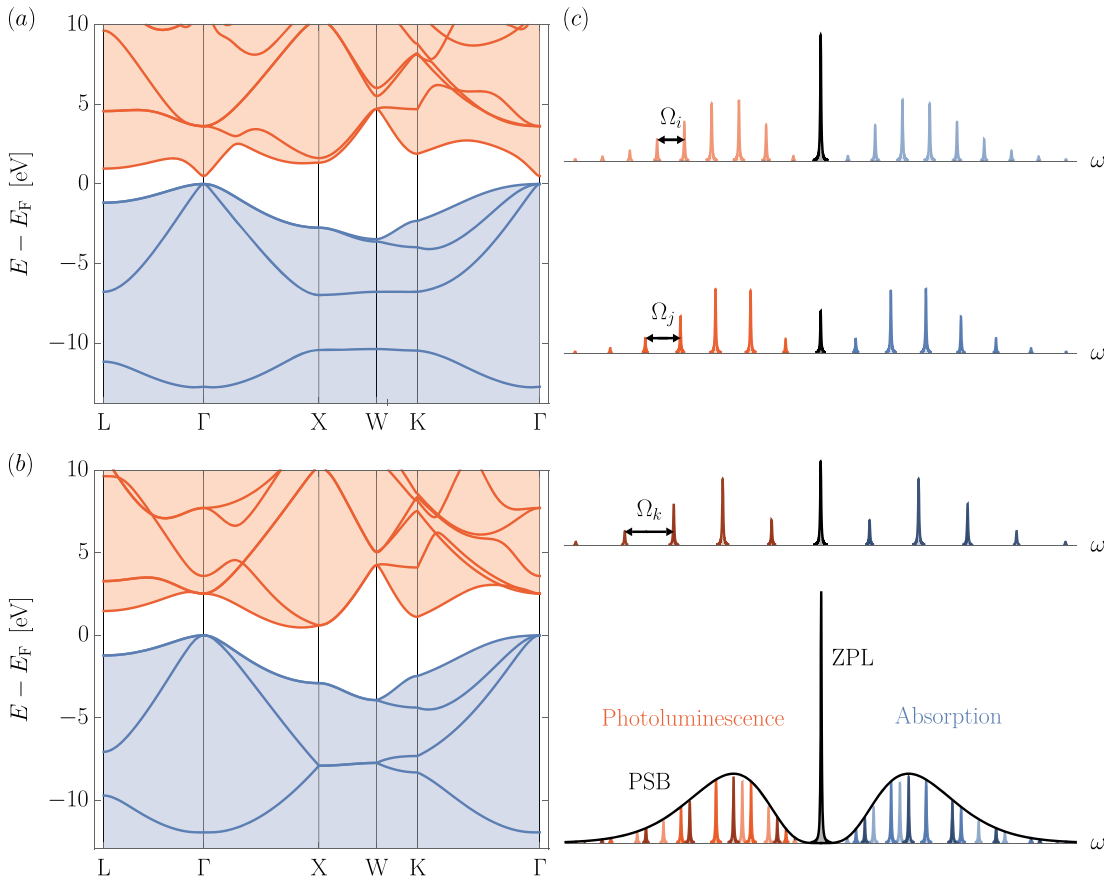 (a)
10
5
0
−5
−10
E − E_F [eV]
L Γ X W K Γ
(b)
10
5
0
−5
−10
E − E_F [eV]
L Γ X W K Γ
(c)
Ω_i
ω
Ω_j
ω
Ω_k
ω
ZPL
Photoluminescence Absorption
PSB
ω